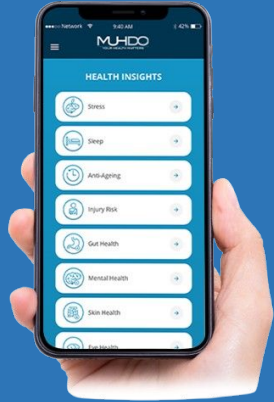 Network 9:40 AM 42%
MUHDO
YOUR HEALTH MATTERS
HEALTH INSIGHTS
Stress
Sleep
Anti-Ageing
Injury Risk
Gut Health
Mental Health
Skin Health
Eye Health